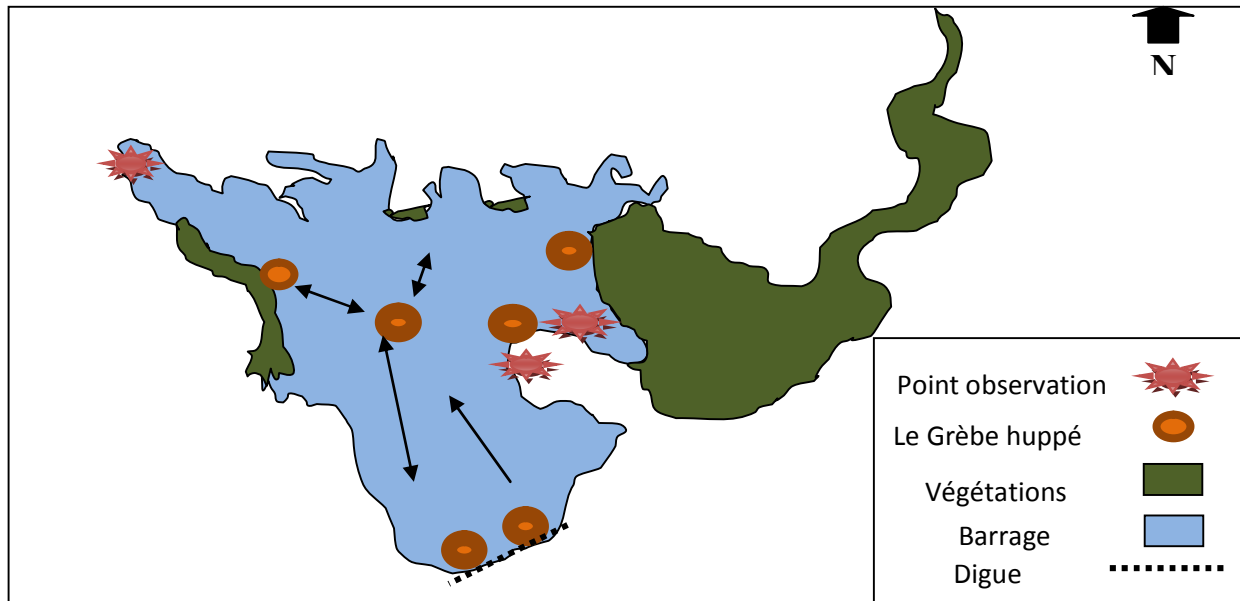 N
Point observation
Le Grèbe huppé
Végétations
Barrage
Digue